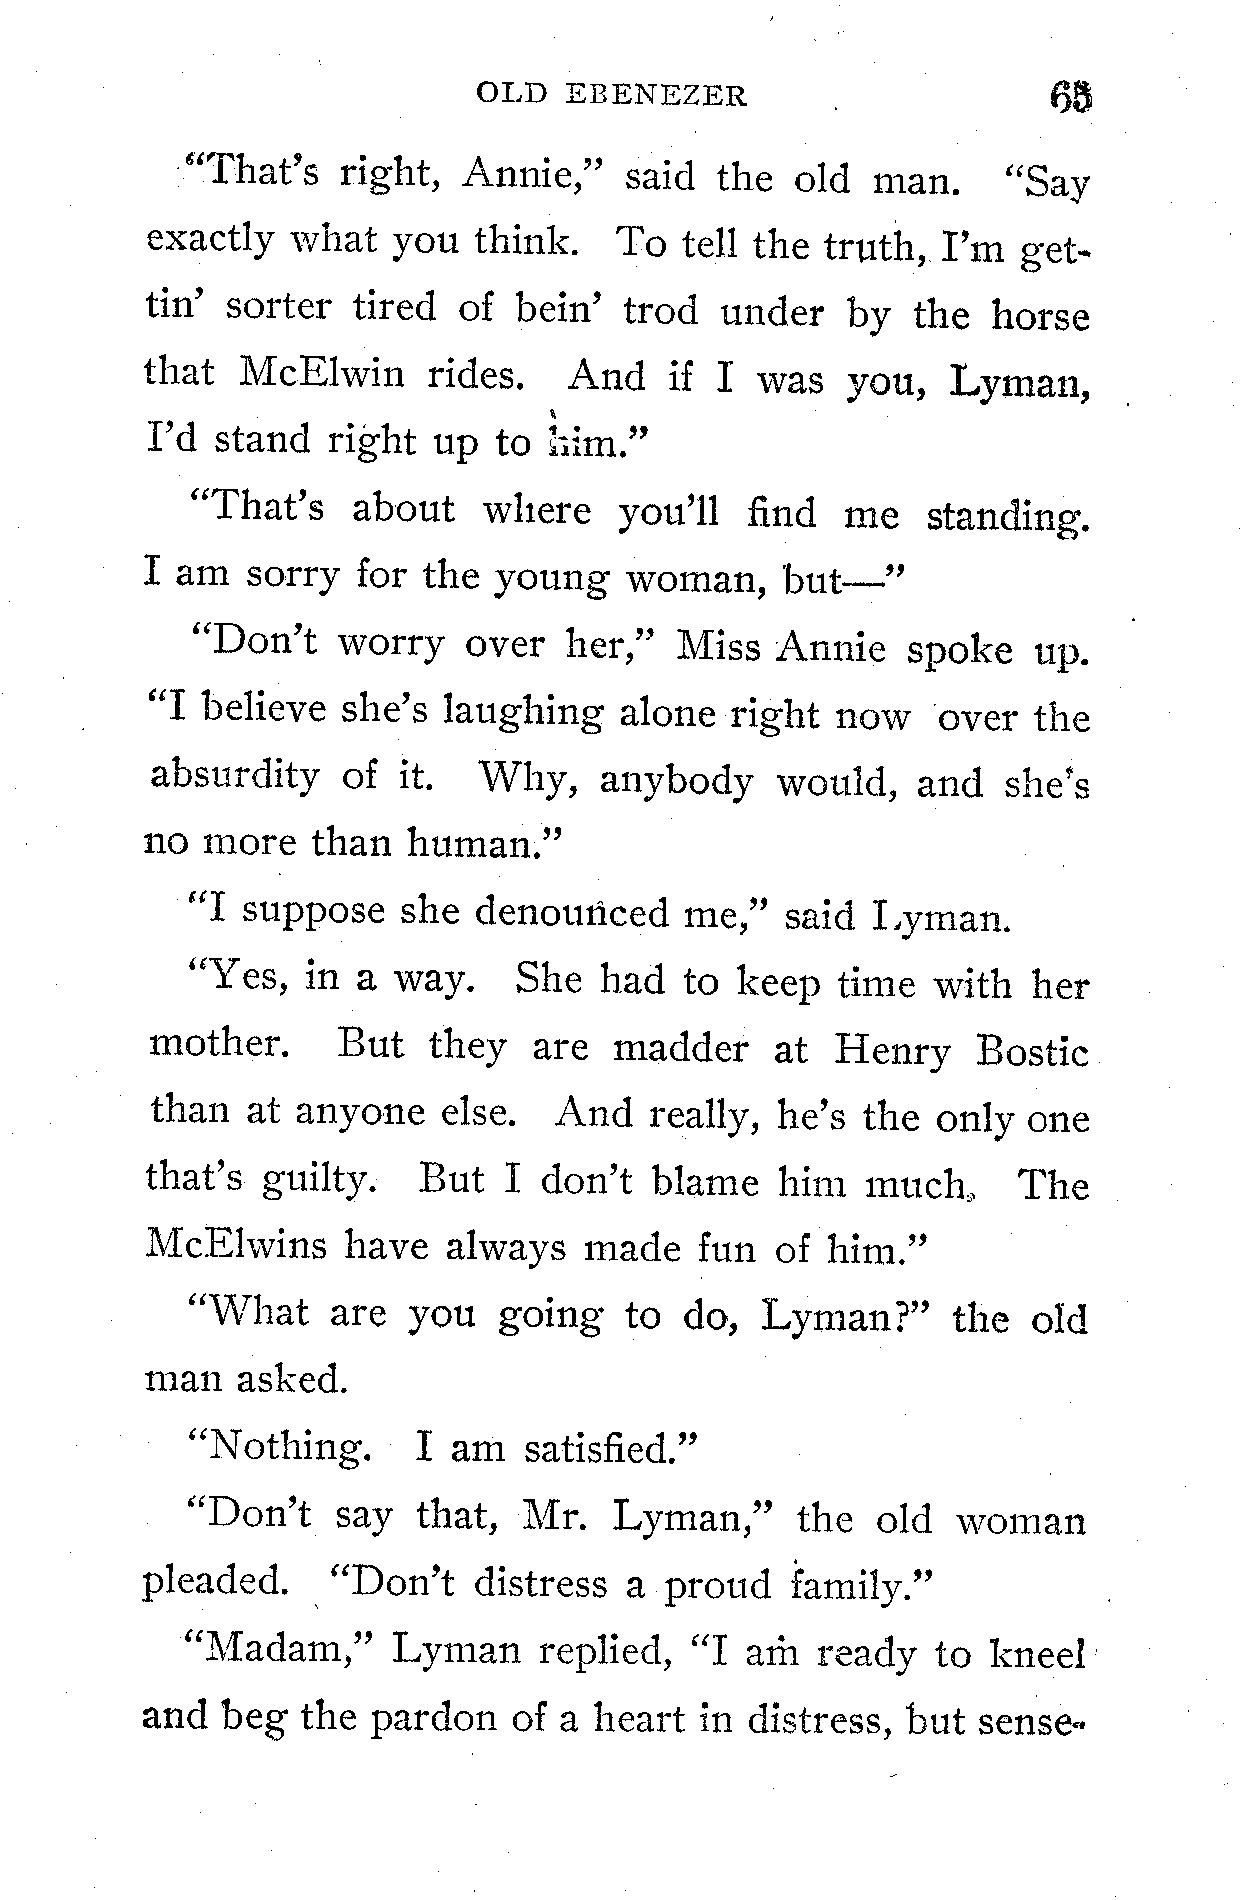 OLD EBENEZER 65
“That’s right, Annie,” said the old man. “Say
exactly what you think. To tell the truth, I’m get-
tin’ sorter tired of bein’ trod under by the horse
that McElwin rides. And if I was you, Lyman,
I’d stand right up to him.”
“That’s about where you’ll find me standing.
I am sorry for the young woman, but—”
“Don’t worry over her,” Miss Annie spoke up.
“I believe she’s laughing alone right now over the
absurdity of it. Why, anybody would, and she’s
no more than human.”
“I suppose she denounced me,” said Lyman.
“Yes, in a way. She had to keep time with her
mother. But they are madder at Henry Bostic
than at anyone else. And really, he’s the only one
that’s guilty. But I don’t blame him much. The
McElwins have always made fun of him.”
“What are you going to do, Lyman?” the old
man asked.
“Nothing. I am satisfied.”
“Don’t say that, Mr. Lyman,” the old woman
pleaded. “Don’t distress a proud family.”
“Madam,” Lyman replied, “I am ready to kneel
and beg the pardon of a heart in distress, but sense-